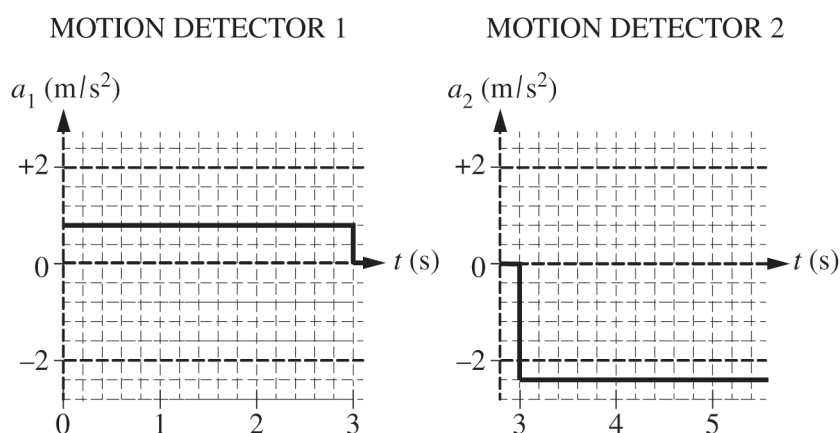 MOTION DETECTOR 1
a₁ (m/s²)
+2
0
−2
0 1 2 3
t (s)
MOTION DETECTOR 2
a₂ (m/s²)
+2
0
−2
3 4 5
t (s)